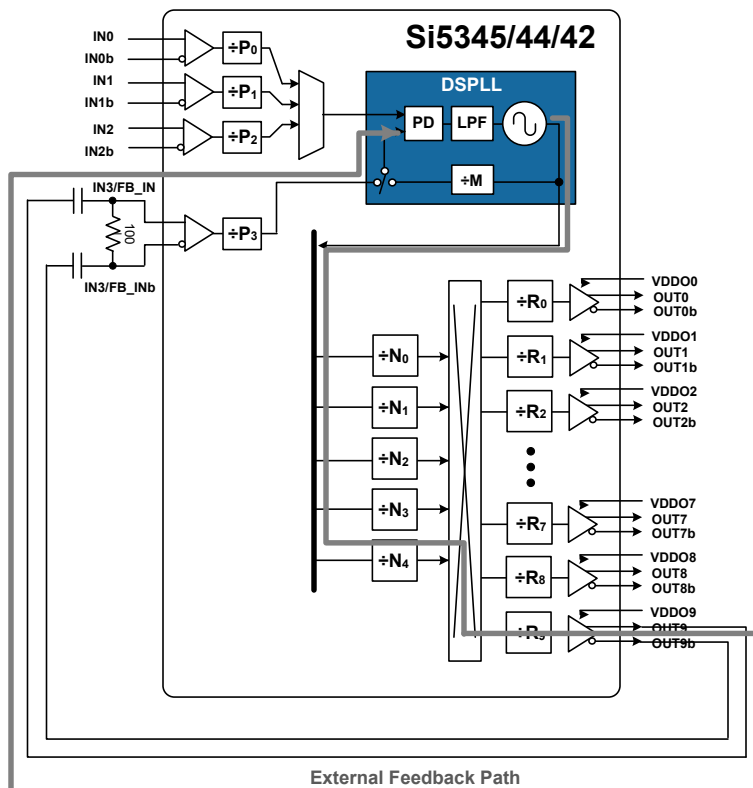 Si5345/44/42
IN0
IN0b
IN1
IN1b
IN2
IN2b
÷P0
÷P1
÷P2
DSPLL
PD
LPF
÷M
IN3/FB_IN
100
IN3/FB_INb
÷P3
÷N0
÷N1
÷N2
÷N3
÷N4
÷R0
÷R1
÷R2
÷R7
÷R8
÷R9
VDDO0
OUT0
OUT0b
VDDO1
OUT1
OUT1b
VDDO2
OUT2
OUT2b
VDDO7
OUT7
OUT7b
VDDO8
OUT8
OUT8b
VDDO9
OUT9
OUT9b
External Feedback Path